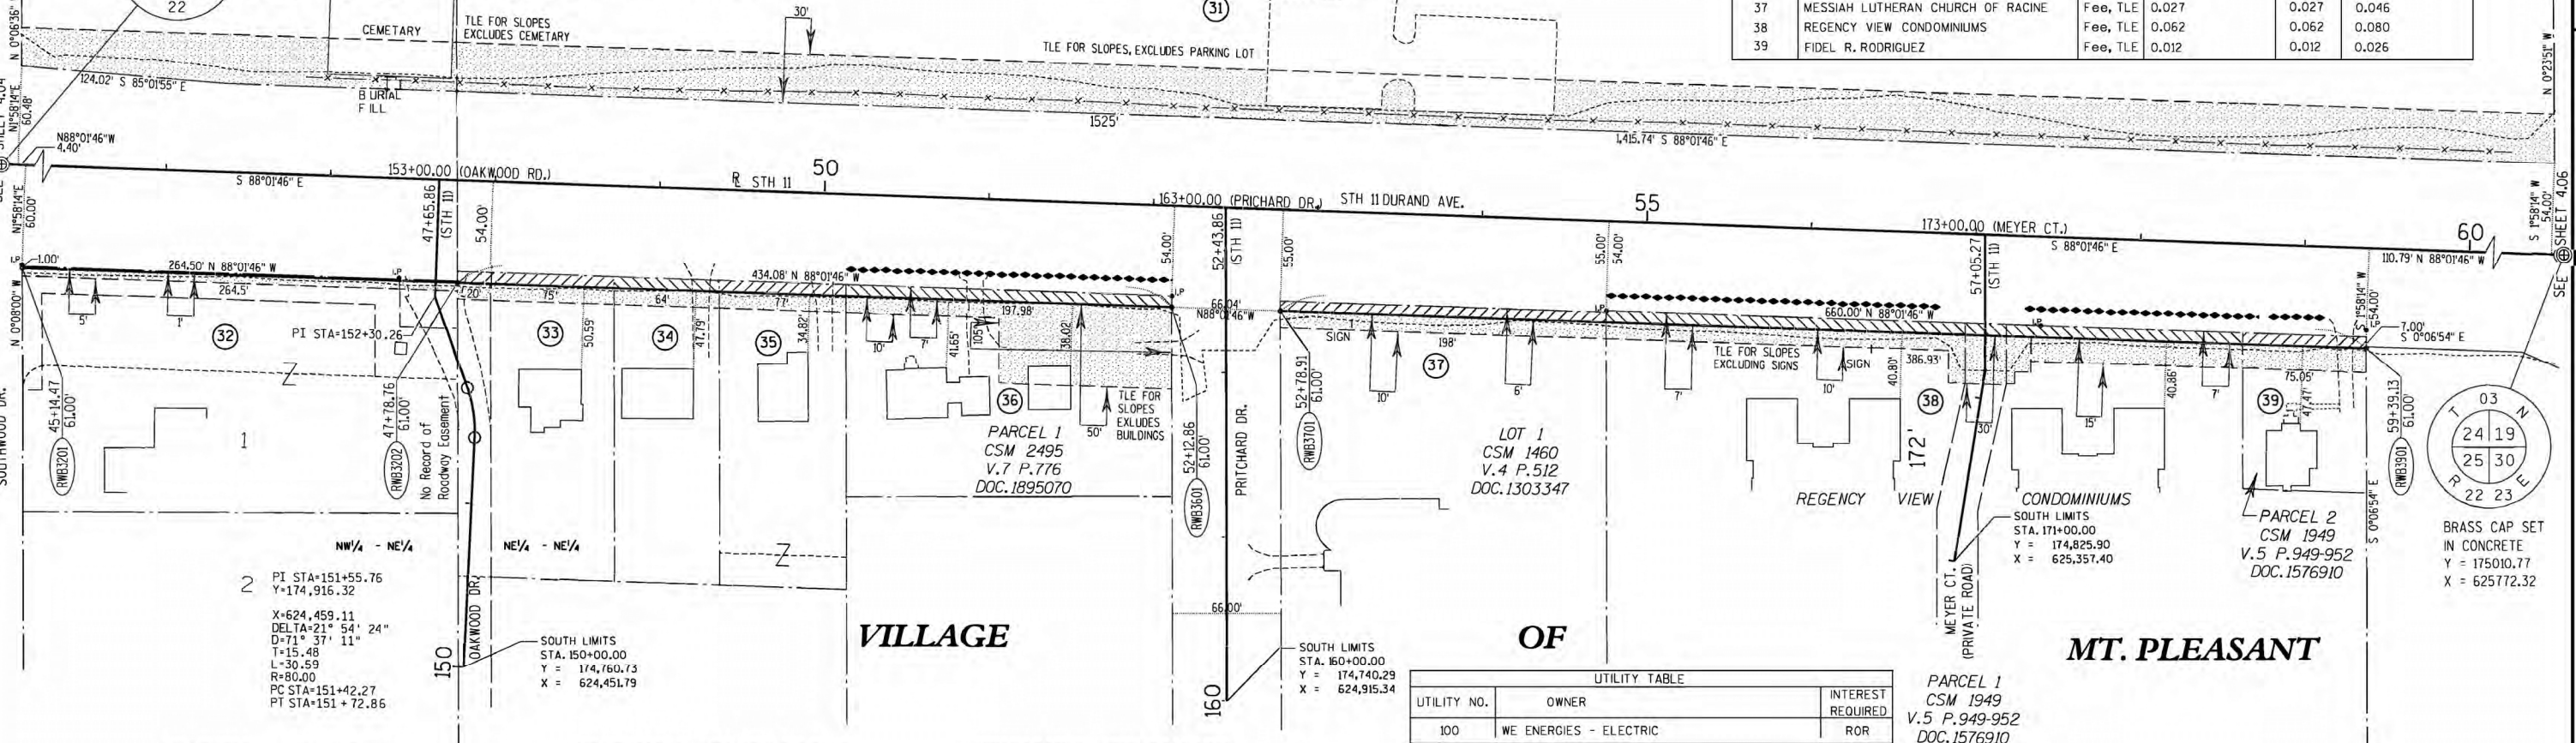 22
N 0°06'36"
CEMETARY
TLE FOR SLOPES
EXCLUDES CEMETARY
30'
31
TLE FOR SLOPES, EXCLUDES PARKING LOT
37 MESSIAH LUTHERAN CHURCH OF RACINE Fee, TLE 0.027 0.027 0.046
38 REGENCY VIEW CONDOMINIUMS Fee, TLE 0.062 0.062 0.080
39 FIDEL R. RODRIGUEZ Fee, TLE 0.012 0.012 0.026
N 0°23'51" W
124.02' S 85°01'55" E
BURIAL
FILL
1525'
1,415.74' S 88°01'46" E
N1°58'14"E
60.48'
N88°01'46" W
4.40'
S 88°01'46" E
153+00.00 (OAKWOOD RD.)
STH 11
50
163+00.00 (PRICHARD DR.)
STH 11 DURAND AVE.
55
173+00.00 (MEYER CT.)
S 88°01'46" E
60
S 1°58'14" W
54.00'
SEE SHEET 4.06
N1°58'14"E
60.00'
47+65.86
(STH 11)
54.00'
54.00'
52+43.86
(STH 11)
55.00'
55.00'
54.00'
57+05.27
(STH 11)
110.79' N 88°01'46" W
1.00'
264.50' N 88°01'46" W
264.5'
I.P
20'
75'
64'
434.08' N 88°01'46" W
77'
197.98'
66.04'
N88°01'46"W
660.00' N 88°01'46" W
S 1°58'14" W
54.00'
7.00'
S 0°06'54" E
N 0°08'00" W
5'
1'
32
PI STA=152+30.26
33
50.59'
34
47.79'
35
34.82'
10'
7'
41.65'
105'
38.02'
36
50'
TLE FOR
SLOPES
EXLUDES
BUILDINGS
SIGN
198'
10'
6'
37
7'
TLE FOR SLOPES
EXCLUDING SIGNS
10'
SIGN
40.80'
386.93'
38
30'
15'
40.86'
7'
75.05'
39
47.47'
SOUTHWOOD DR.
45+14.47
61.00'
RWB3201
1
47+78.76
61.00'
RWB3202
No Record of
Roadway Easement
PARCEL 1
CSM 2495
V.7 P.776
DOC.1895070
52+12.86
61.00'
RWB3601
PRITCHARD DR.
52+78.91
61.00'
RWB3701
LOT 1
CSM 1460
V.4 P.512
DOC.1303347
172'
REGENCY VIEW CONDOMINIUMS
SOUTH LIMITS
STA. 171+00.00
Y = 174,825.90
X = 625,357.40
PARCEL 2
CSM 1949
V.5 P.949-952
DOC.1576910
S 0°06'54" E
59+39.13
61.00'
RWB3901
T 03 N
24 19
25 30
R 22 23 E
BRASS CAP SET
IN CONCRETE
Y = 175010.77
X = 625772.32
NW1/4 - NE1/4
NE1/4 - NE1/4
2
PI STA=151+55.76
Y=174,916.32
X=624,459.11
DELTA=21° 54' 24"
D=71° 37' 11"
T=15.48
L=30.59
R=80.00
PC STA=151+42.27
PT STA=151 + 72.86
150
OAKWOOD DR.
SOUTH LIMITS
STA. 150+00.00
Y = 174,760.73
X = 624,451.79
VILLAGE OF MT. PLEASANT
66.00'
160
SOUTH LIMITS
STA. 160+00.00
Y = 174,740.29
X = 624,915.34
MEYER CT.
(PRIVATE ROAD)
UTILITY TABLE
UTILITY NO. OWNER INTEREST REQUIRED
100 WE ENERGIES - ELECTRIC ROR
PARCEL 1
CSM 1949
V.5 P.949-952
DOC.1576910